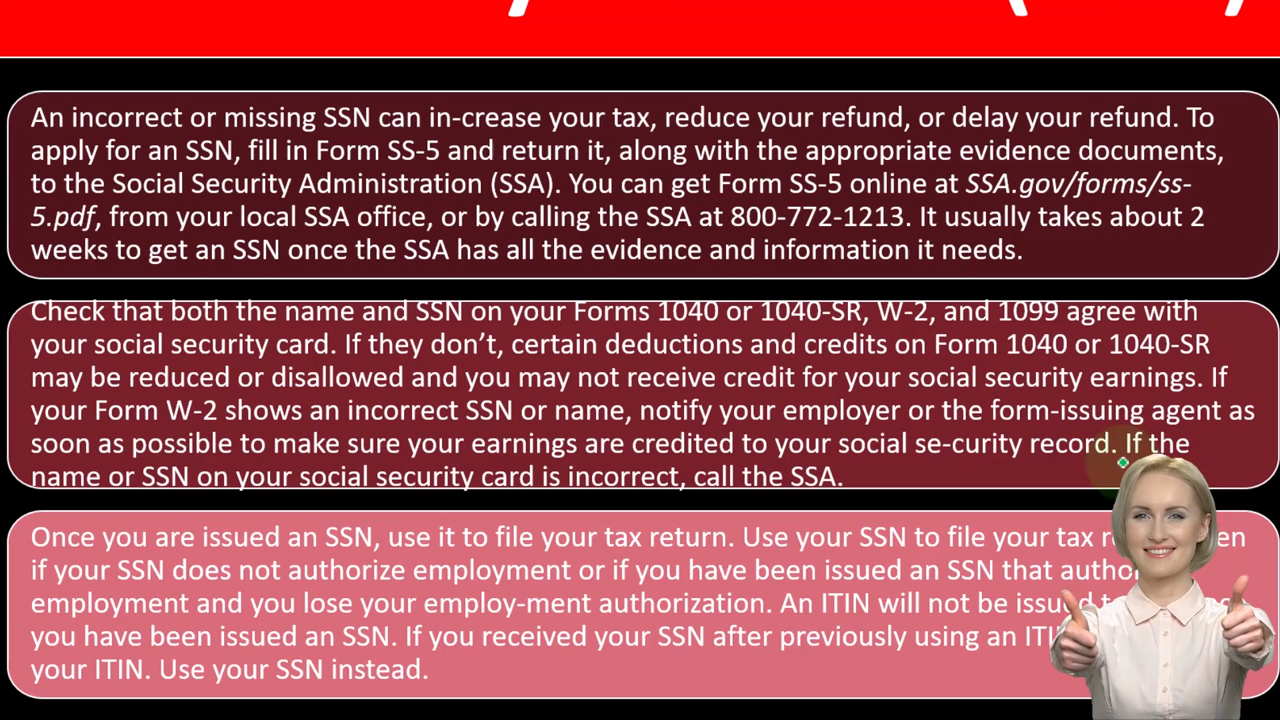 An incorrect or missing SSN can in-crease your tax, reduce your refund, or delay your refund. To
apply for an SSN, fill in Form SS-5 and return it, along with the appropriate evidence documents,
to the Social Security Administration (SSA). You can get Form SS-5 online at SSA.gov/forms/ss-
5.pdf, from your local SSA office, or by calling the SSA at 800-772-1213. It usually takes about 2
weeks to get an SSN once the SSA has all the evidence and information it needs.
Check that both the name and SSN on your Forms 1040 or 1040-SR, W-2, and 1099 agree with
your social security card. If they don’t, certain deductions and credits on Form 1040 or 1040-SR
may be reduced or disallowed and you may not receive credit for your social security earnings. If
your Form W-2 shows an incorrect SSN or name, notify your employer or the form-issuing agent as
soon as possible to make sure your earnings are credited to your social se-curity record. If the
name or SSN on your social security card is incorrect, call the SSA.
Once you are issued an SSN, use it to file your tax return. Use your SSN to file your tax
if your SSN does not authorize employment or if you have been issued an SSN that
employment and you lose your employ-ment authorization. An ITIN will not be issued
you have been issued an SSN. If you received your SSN after previously using an
your ITIN. Use your SSN instead.